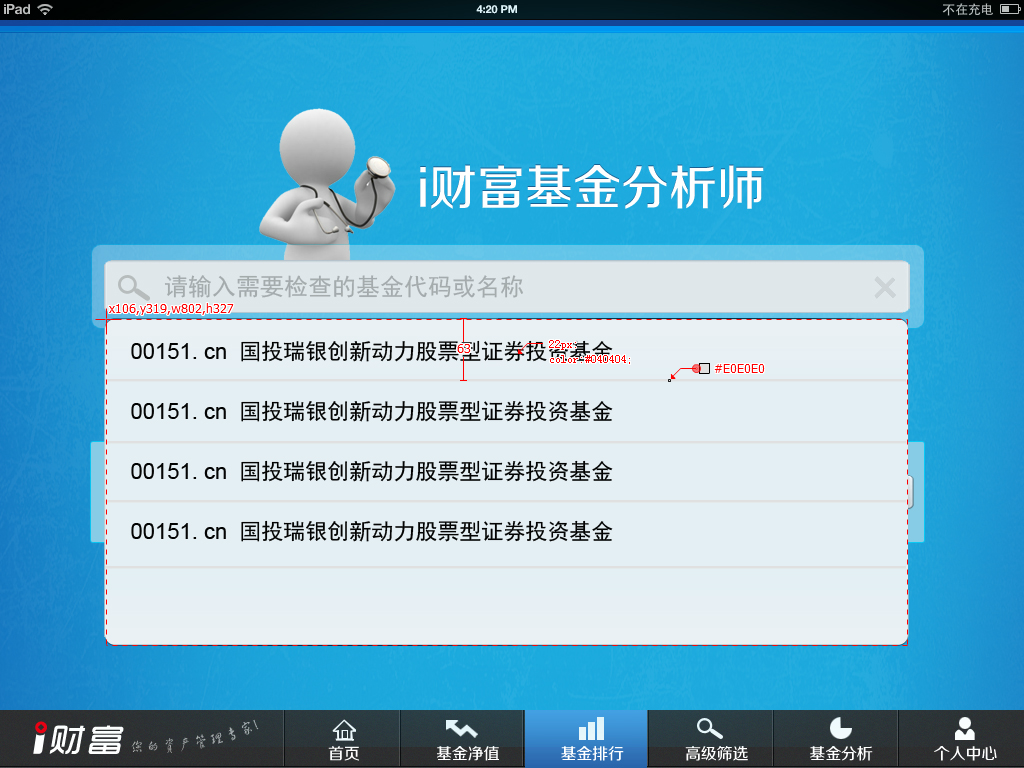 iPad 4:20 PM 不在充电
i财富基金分析师
请输入需要检查的基金代码或名称
x106,y319,w802,h327
00151.cn 国投瑞银创新动力股票型证券投资基金
63
22px;
color=#040404;
#E0E0E0
00151.cn 国投瑞银创新动力股票型证券投资基金
00151.cn 国投瑞银创新动力股票型证券投资基金
00151.cn 国投瑞银创新动力股票型证券投资基金
i财富 你的资产管理专家!
首页 基金净值 基金排行 高级筛选 基金分析 个人中心